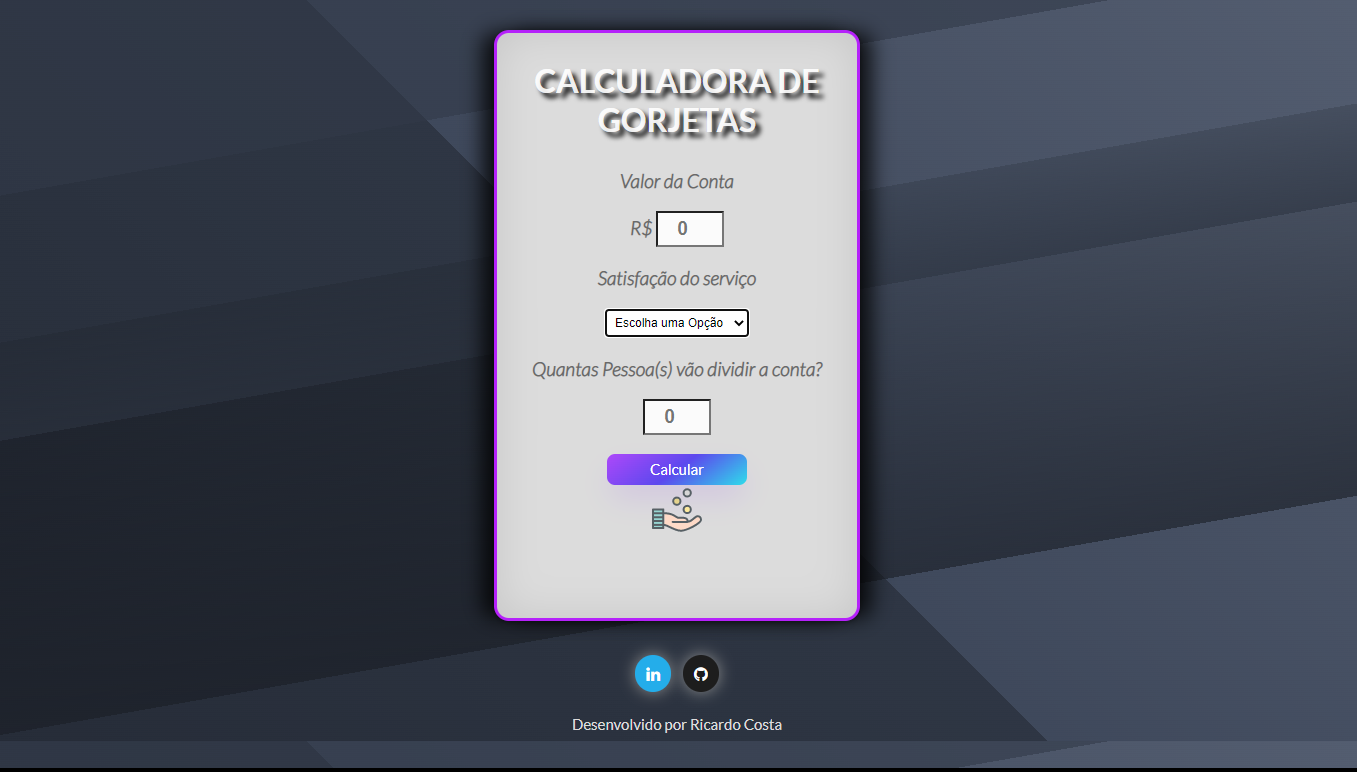 CALCULADORA DE
GORJETAS
Valor da Conta
R$ 0
Satisfação do serviço
Escolha uma Opção
Quantas Pessoa(s) vão dividir a conta?
0
Calcular
in
Desenvolvido por Ricardo Costa